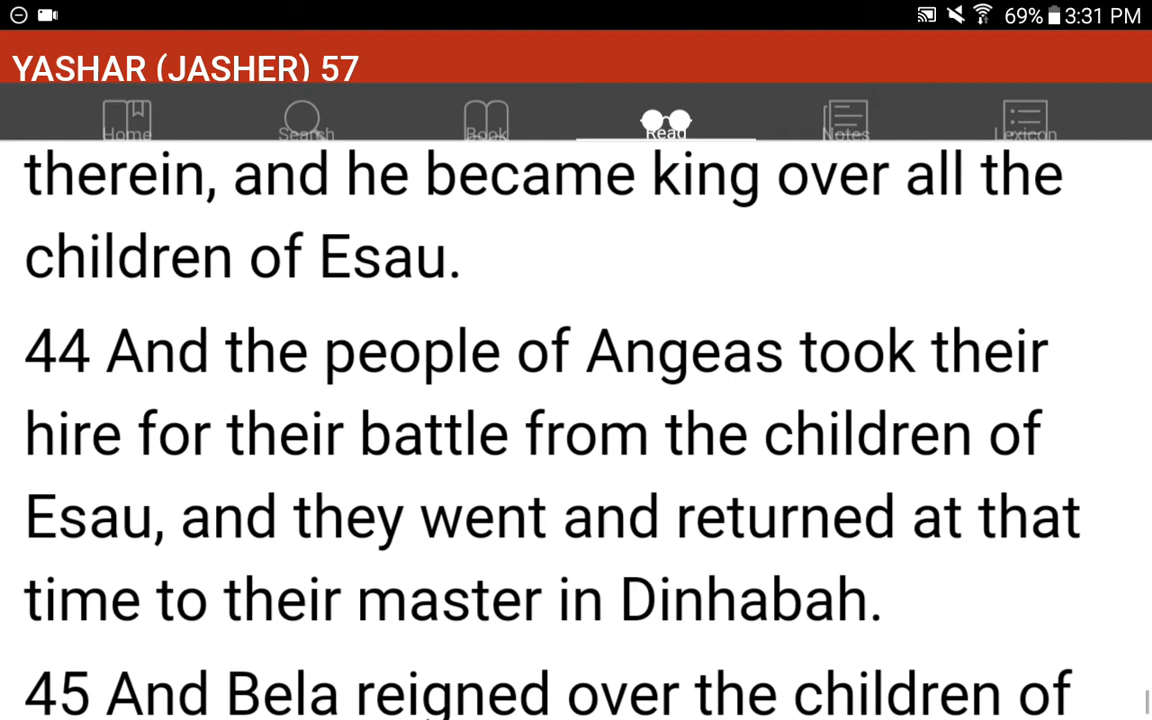 69% 3:31 PM
YASHAR (JASHER) 57
Home Search Book Read Notes Lexicon
therein, and he became king over all the
children of Esau.
44 And the people of Angeas took their
hire for their battle from the children of
Esau, and they went and returned at that
time to their master in Dinhabah.
45 And Bela reigned over the children of